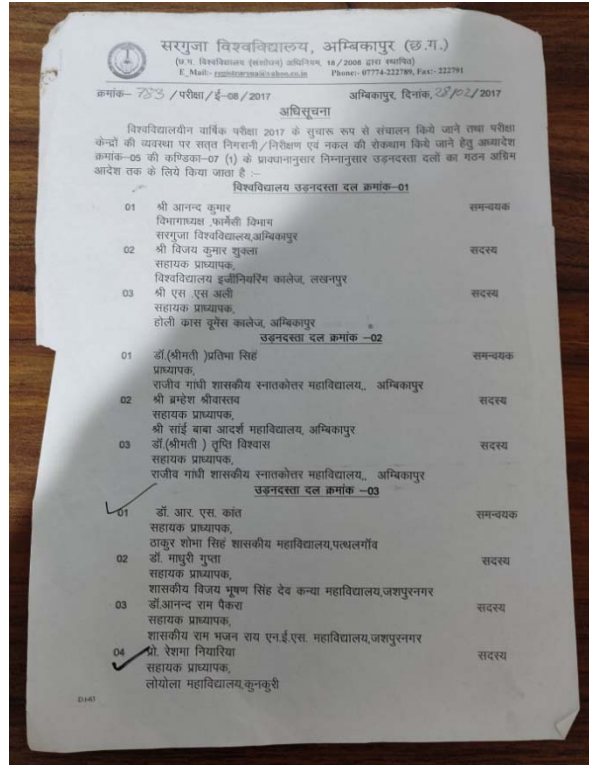 सरगुजा विश्वविद्यालय, अम्बिकापुर (छ.ग.)
(छ.ग. विश्वविद्यालय (संशोधन) अधिनियम, 18/2008 द्वारा स्थापित)
E_Mail:- registrarsua@yahoo.in Phone:- 07774-222789, Fax:- 222791
क्रमांक– 783 /परीक्षा/ई–08/2017 अम्बिकापुर, दिनांक, 28/02/2017
अधिसूचना
विश्वविद्यालयीन वार्षिक परीक्षा 2017 के सुचारू रूप से संचालन किये जाने तथा परीक्षा
केन्द्रों की व्यवस्था पर सतत् निगरानी/निरीक्षण एवं नकल की रोकथाम किये जाने हेतु अध्यादेश
क्रमांक–05 की कण्डिका–07 (1) के प्रावधानानुसार निम्नानुसार उड़नदस्ता दलों का गठन अग्रिम
आदेश तक के लिये किया जाता है :–
विश्वविद्यालय उड़नदस्ता दल क्रमांक–01
01 श्री आनन्द कुमार समन्वयक
विभागाध्यक्ष ,फार्मेसी विभाग
सरगुजा विश्वविद्यालय,अम्बिकापुर
02 श्री विजय कुमार शुक्ला सदस्य
सहायक प्राध्यापक,
विश्वविद्यालय इंजीनियरिंग कालेज, लखनपुर
03 श्री एस .एस अली सदस्य
सहायक प्राध्यापक,
होली कास वूमेंस कालेज, अम्बिकापुर
उड़नदस्ता दल क्रमांक –02
01 डॉ.(श्रीमती )प्रतिभा सिंह समन्वयक
प्राध्यापक,
राजीव गांधी शासकीय स्नातकोत्तर महाविद्यालय,, अम्बिकापुर
02 श्री ब्रम्हेश श्रीवास्तव सदस्य
सहायक प्राध्यापक,
श्री साई बाबा आदर्श महाविद्यालय, अम्बिकापुर
03 डॉ.(श्रीमती ) तृप्ति विश्वास सदस्य
सहायक प्राध्यापक,
राजीव गांधी शासकीय स्नातकोत्तर महाविद्यालय,, अम्बिकापुर
उड़नदस्ता दल क्रमांक –03
01 डॉ. आर. एस. कांत समन्वयक
सहायक प्राध्यापक,
ठाकुर शोभा सिहं शासकीय महाविद्यालय,पत्थलगाँव
02 डॉ. माधुरी गुप्ता सदस्य
सहायक प्राध्यापक,
शासकीय विजय भूषण सिंह देव कन्या महाविद्यालय,जशपुरनगर
03 डॉ.आनन्द राम पैकरा सदस्य
सहायक प्राध्यापक,
शासकीय राम भजन राय एन.ई.एस. महाविद्यालय,जशपुरनगर
04 प्रो. रेशमा नियारिया सदस्य
सहायक प्राध्यापक,
लोयोला महाविद्यालय,कुनकुरी